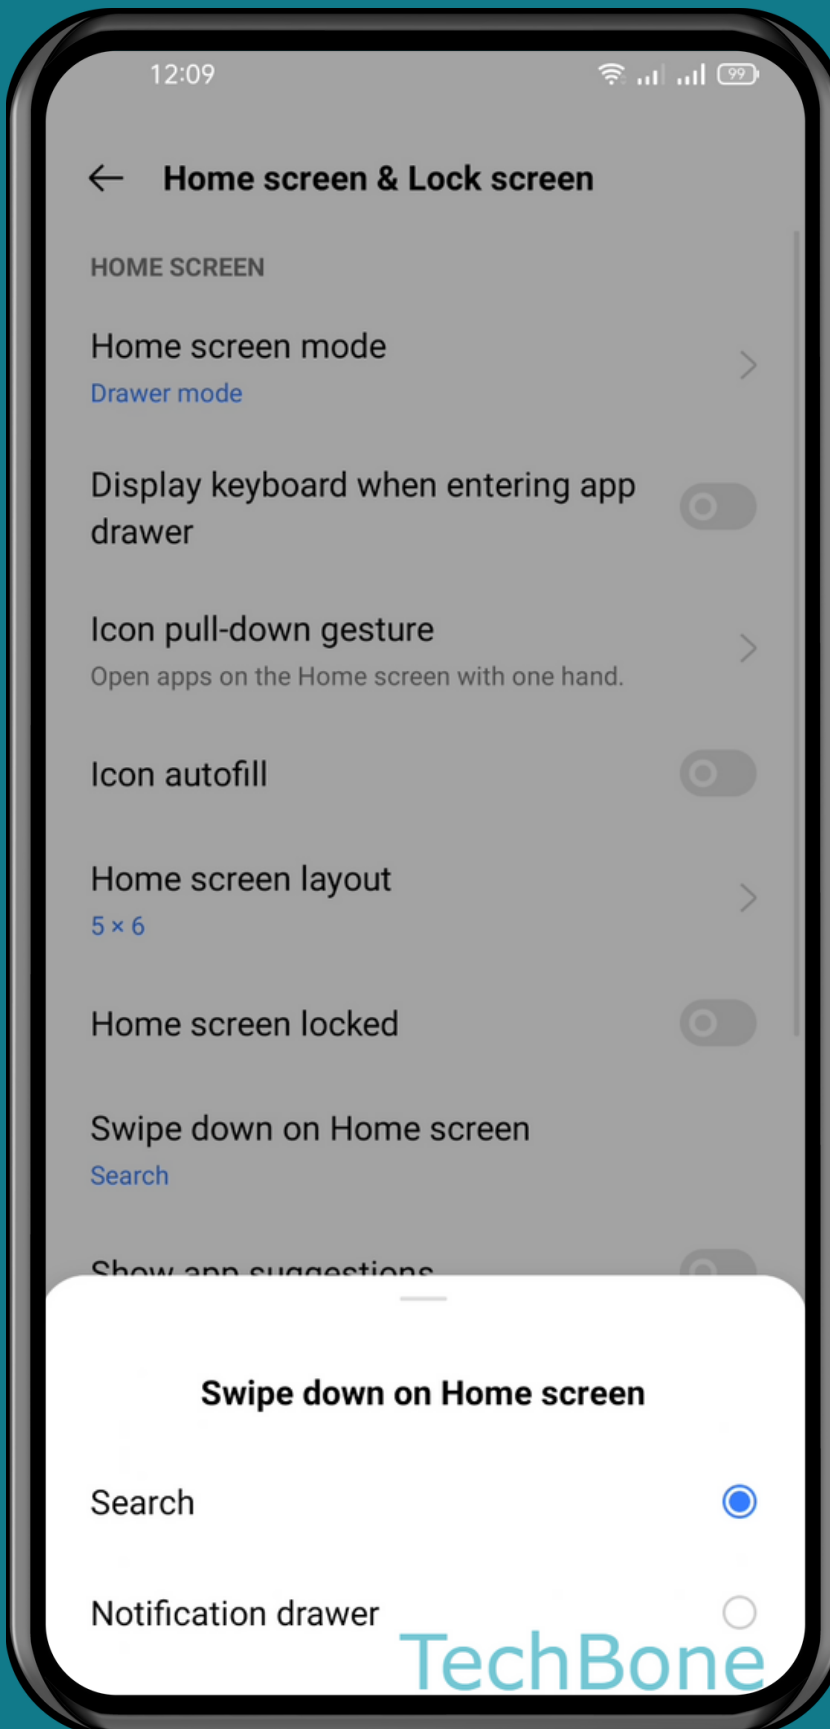 12:09
99
Home screen & Lock screen
HOME SCREEN
Home screen mode
Drawer mode
Display keyboard when entering app
drawer
Icon pull-down gesture
Open apps on the Home screen with one hand.
Icon autofill
Home screen layout
5 × 6
Home screen locked
Swipe down on Home screen
Search
Show app suggestions
Swipe down on Home screen
Search
Notification drawer
TechBone